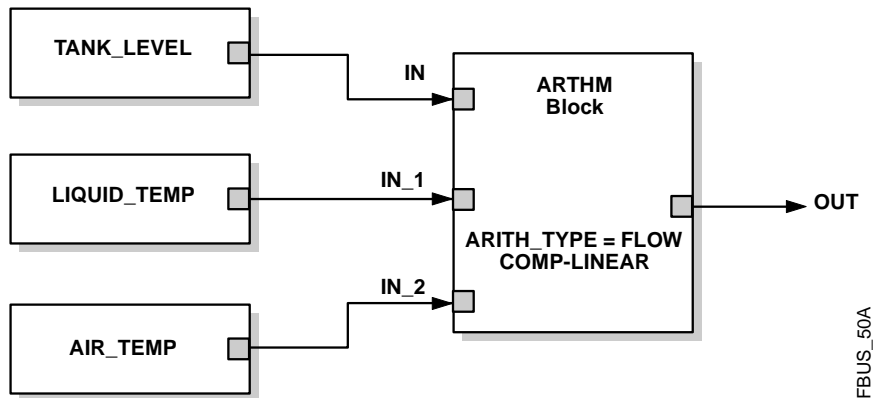 TANK_LEVEL
IN
ARTHM
Block
LIQUID_TEMP
IN_1
OUT
ARITH_TYPE = FLOW
COMP-LINEAR
IN_2
AIR_TEMP
FBUS_50A